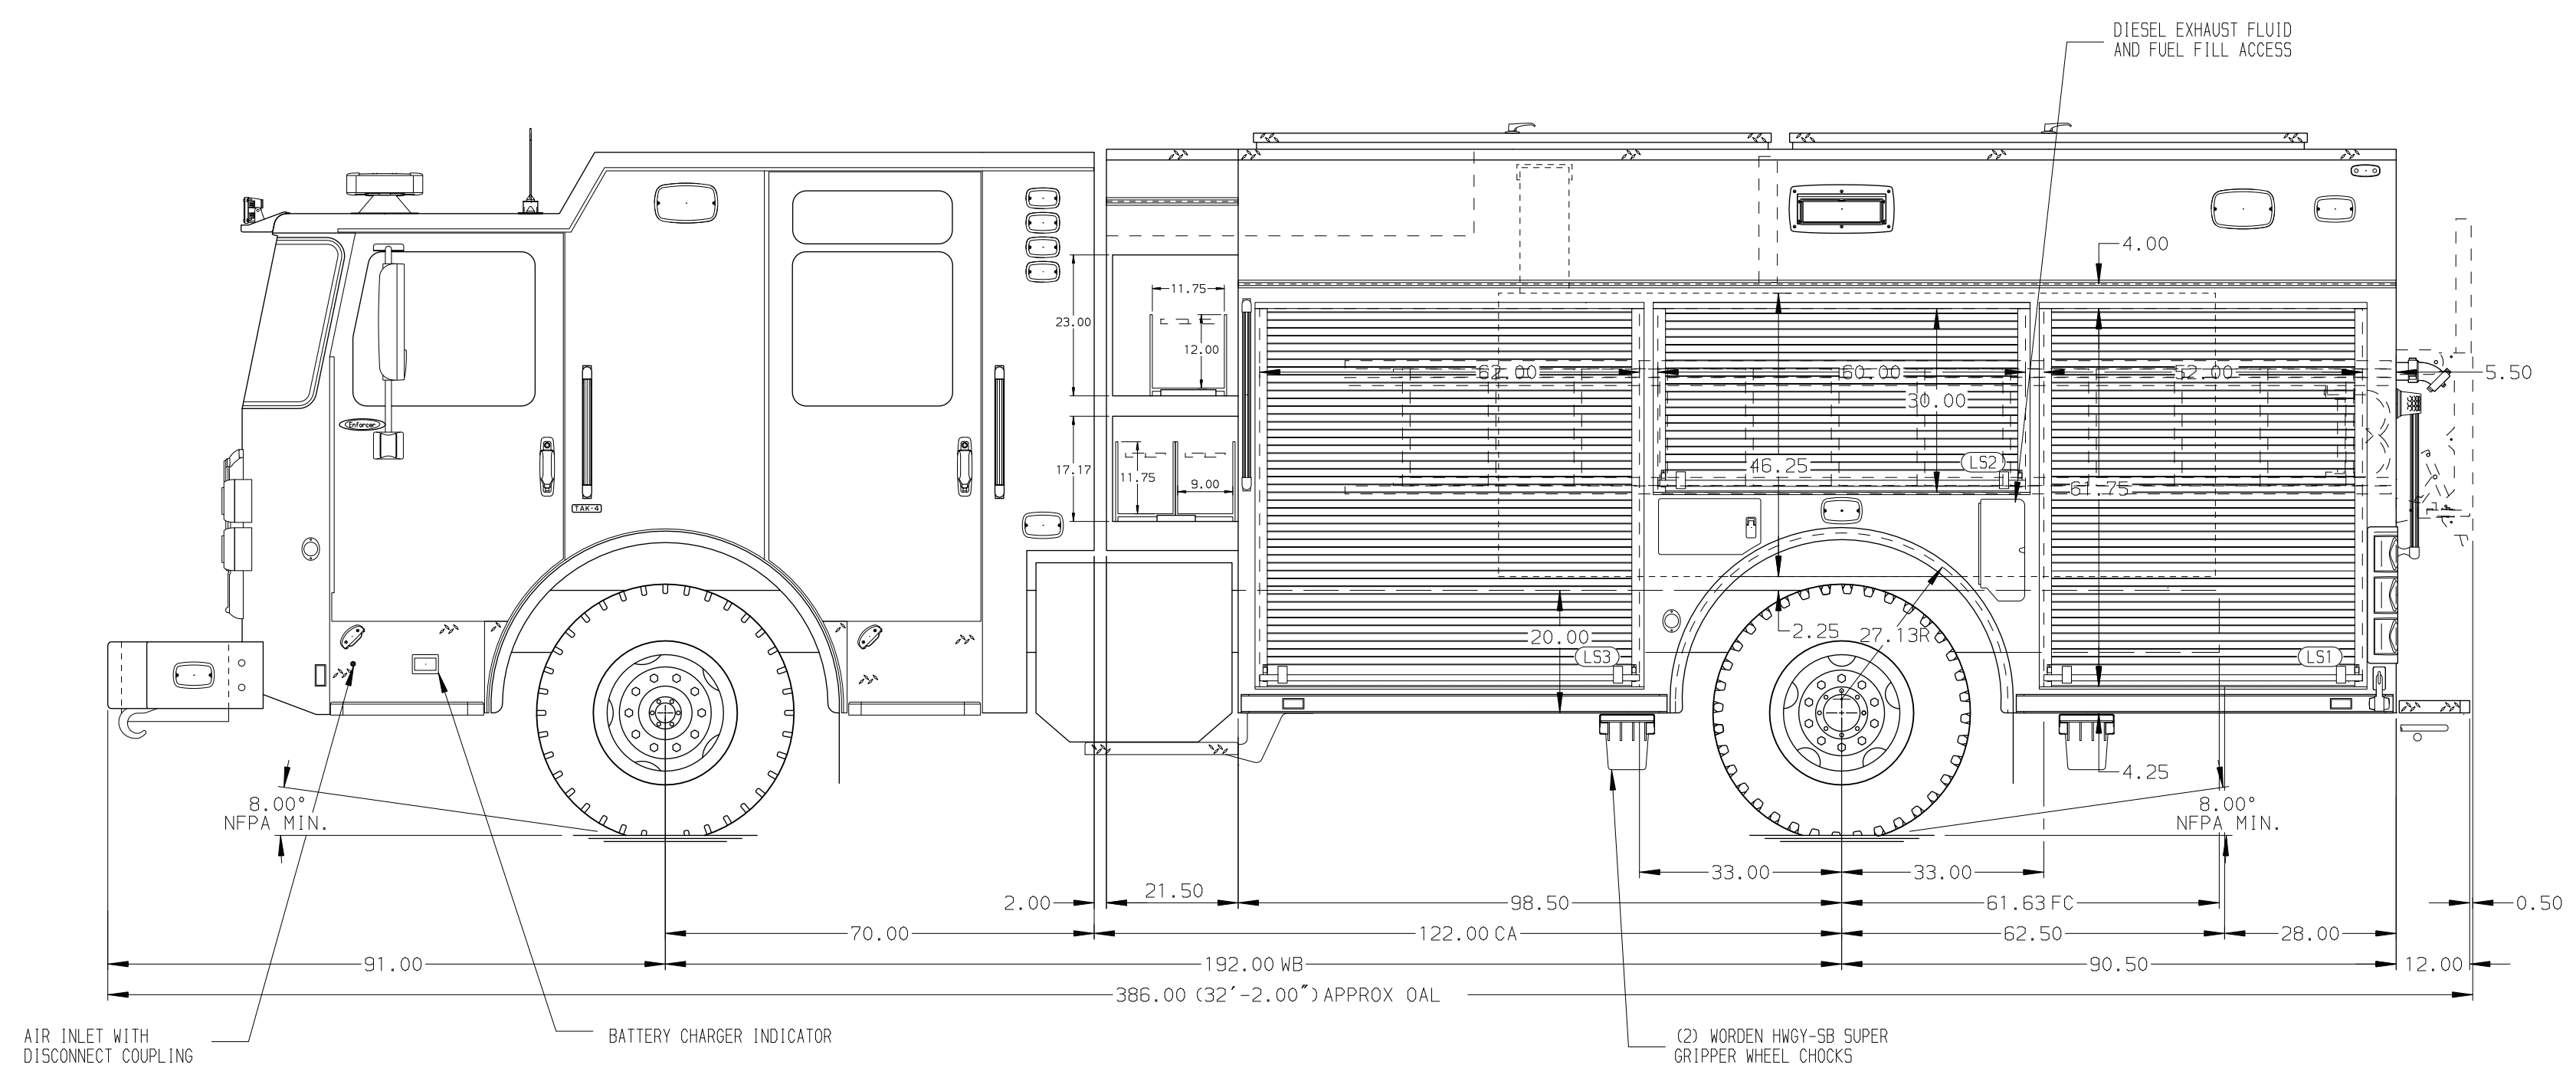 DIESEL EXHAUST FLUID
AND FUEL FILL ACCESS
4.00
11.75
23.00
12.00
62.00
60.00
52.00
5.50
30.00
Enforcer
17.17
11.75
9.00
46.25
LS2
61.75
TAK-4
20.00
2.25
27.13R
LS3
LS1
4.25
8.00°
NFPA MIN.
8.00°
NFPA MIN.
33.00
33.00
2.00
21.50
98.50
61.63 FC
0.50
70.00
122.00 CA
62.50
28.00
91.00
192.00 WB
90.50
12.00
386.00 (32′-2.00″) APPROX OAL
AIR INLET WITH
DISCONNECT COUPLING
BATTERY CHARGER INDICATOR
(2) WORDEN HWGY-SB SUPER
GRIPPER WHEEL CHOCKS